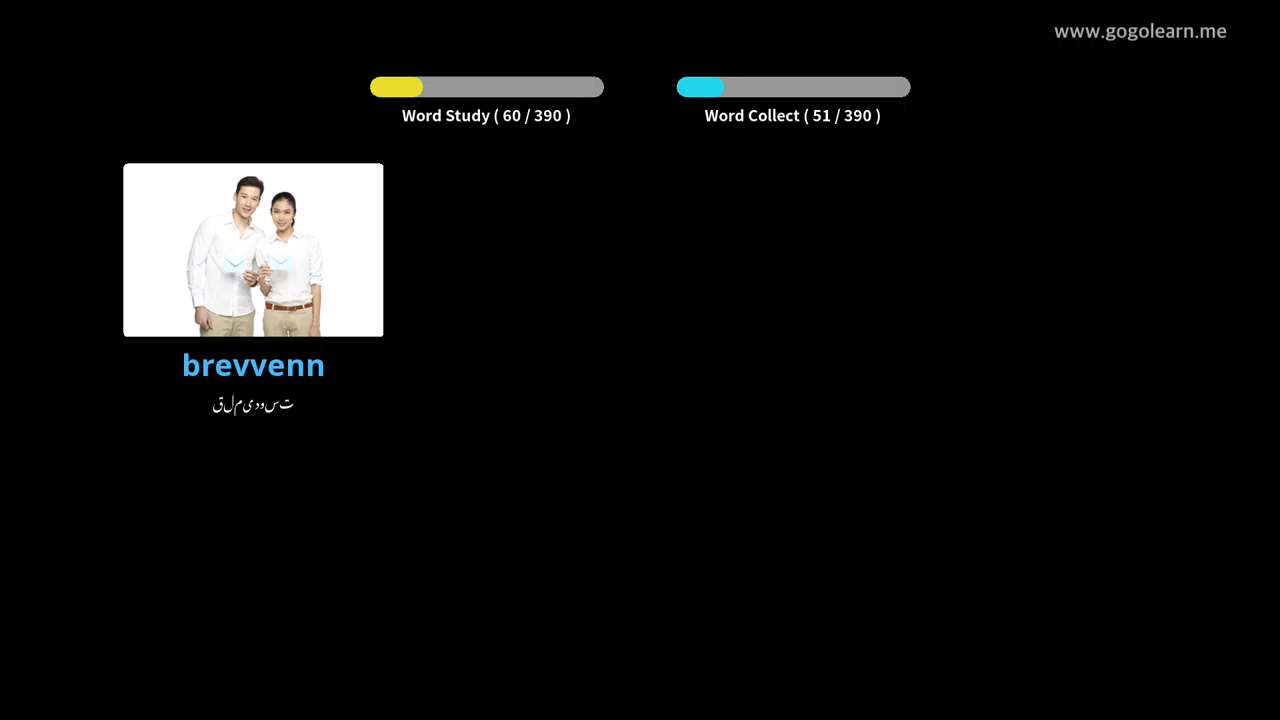 www.gogolearn.me
Word Study ( 60 / 390 )
Word Collect ( 51 / 390 )
brevvenn
قلمی دوست